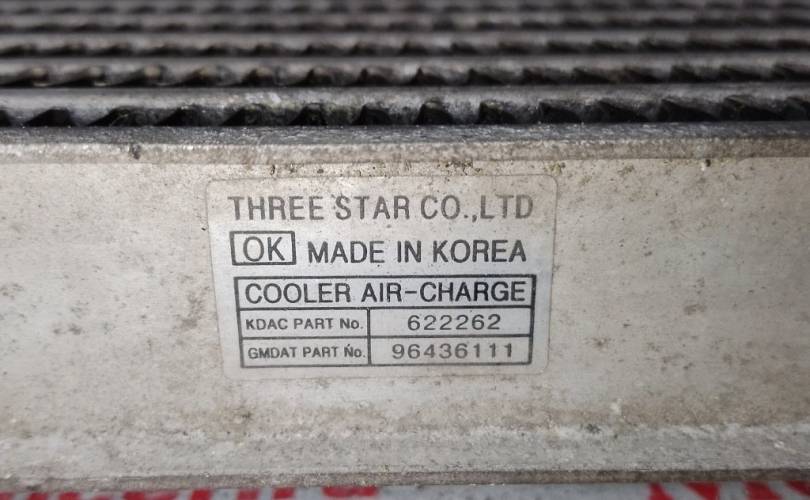 THREE STAR CO.,LTD
OK MADE IN KOREA
COOLER AIR-CHARGE
KDAC PART No. 622262
GMDAT PART No. 96436111